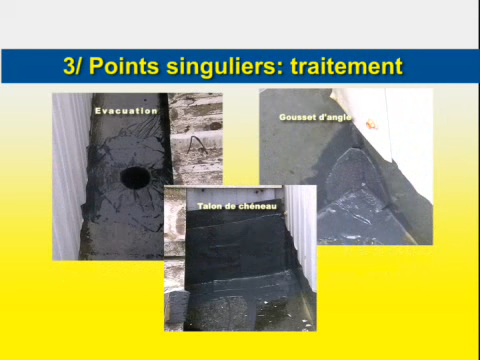 3/ Points singuliers: traitement
Evacuation
Gousset d'angle
Talon de chéneau